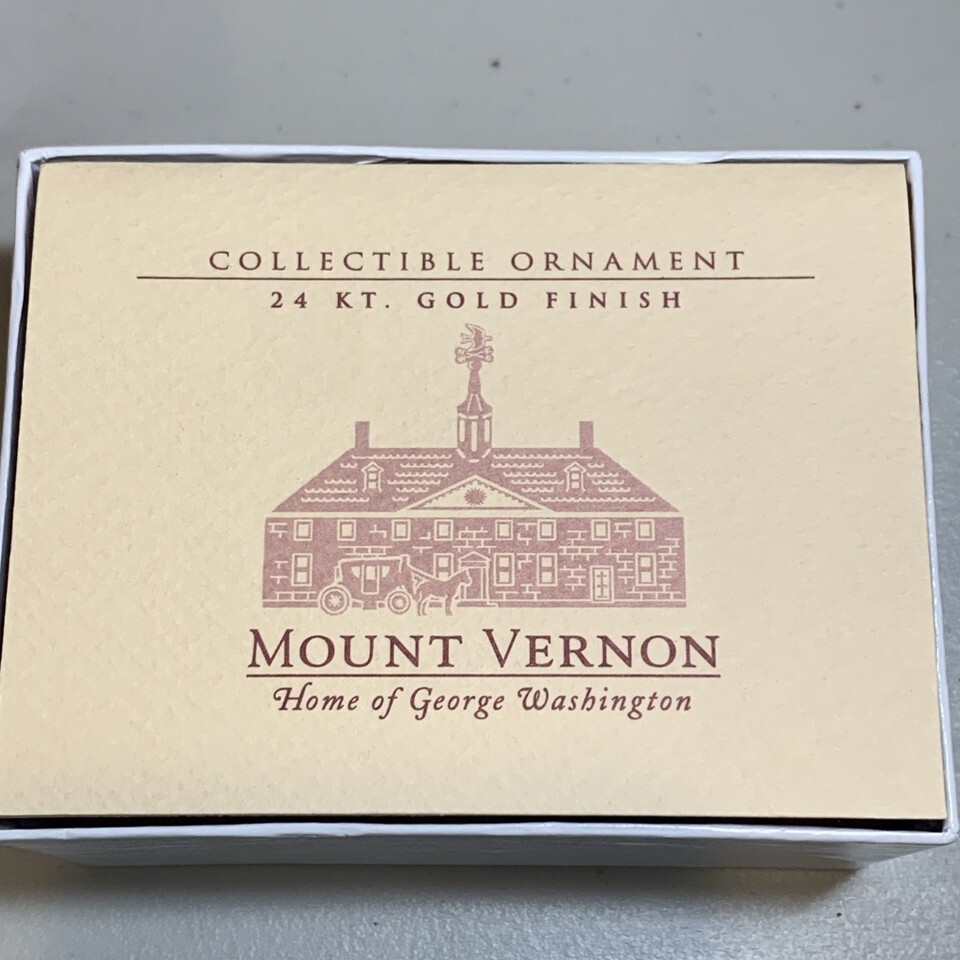 COLLECTIBLE ORNAMENT
24 KT. GOLD FINISH
MOUNT VERNON
Home of George Washington